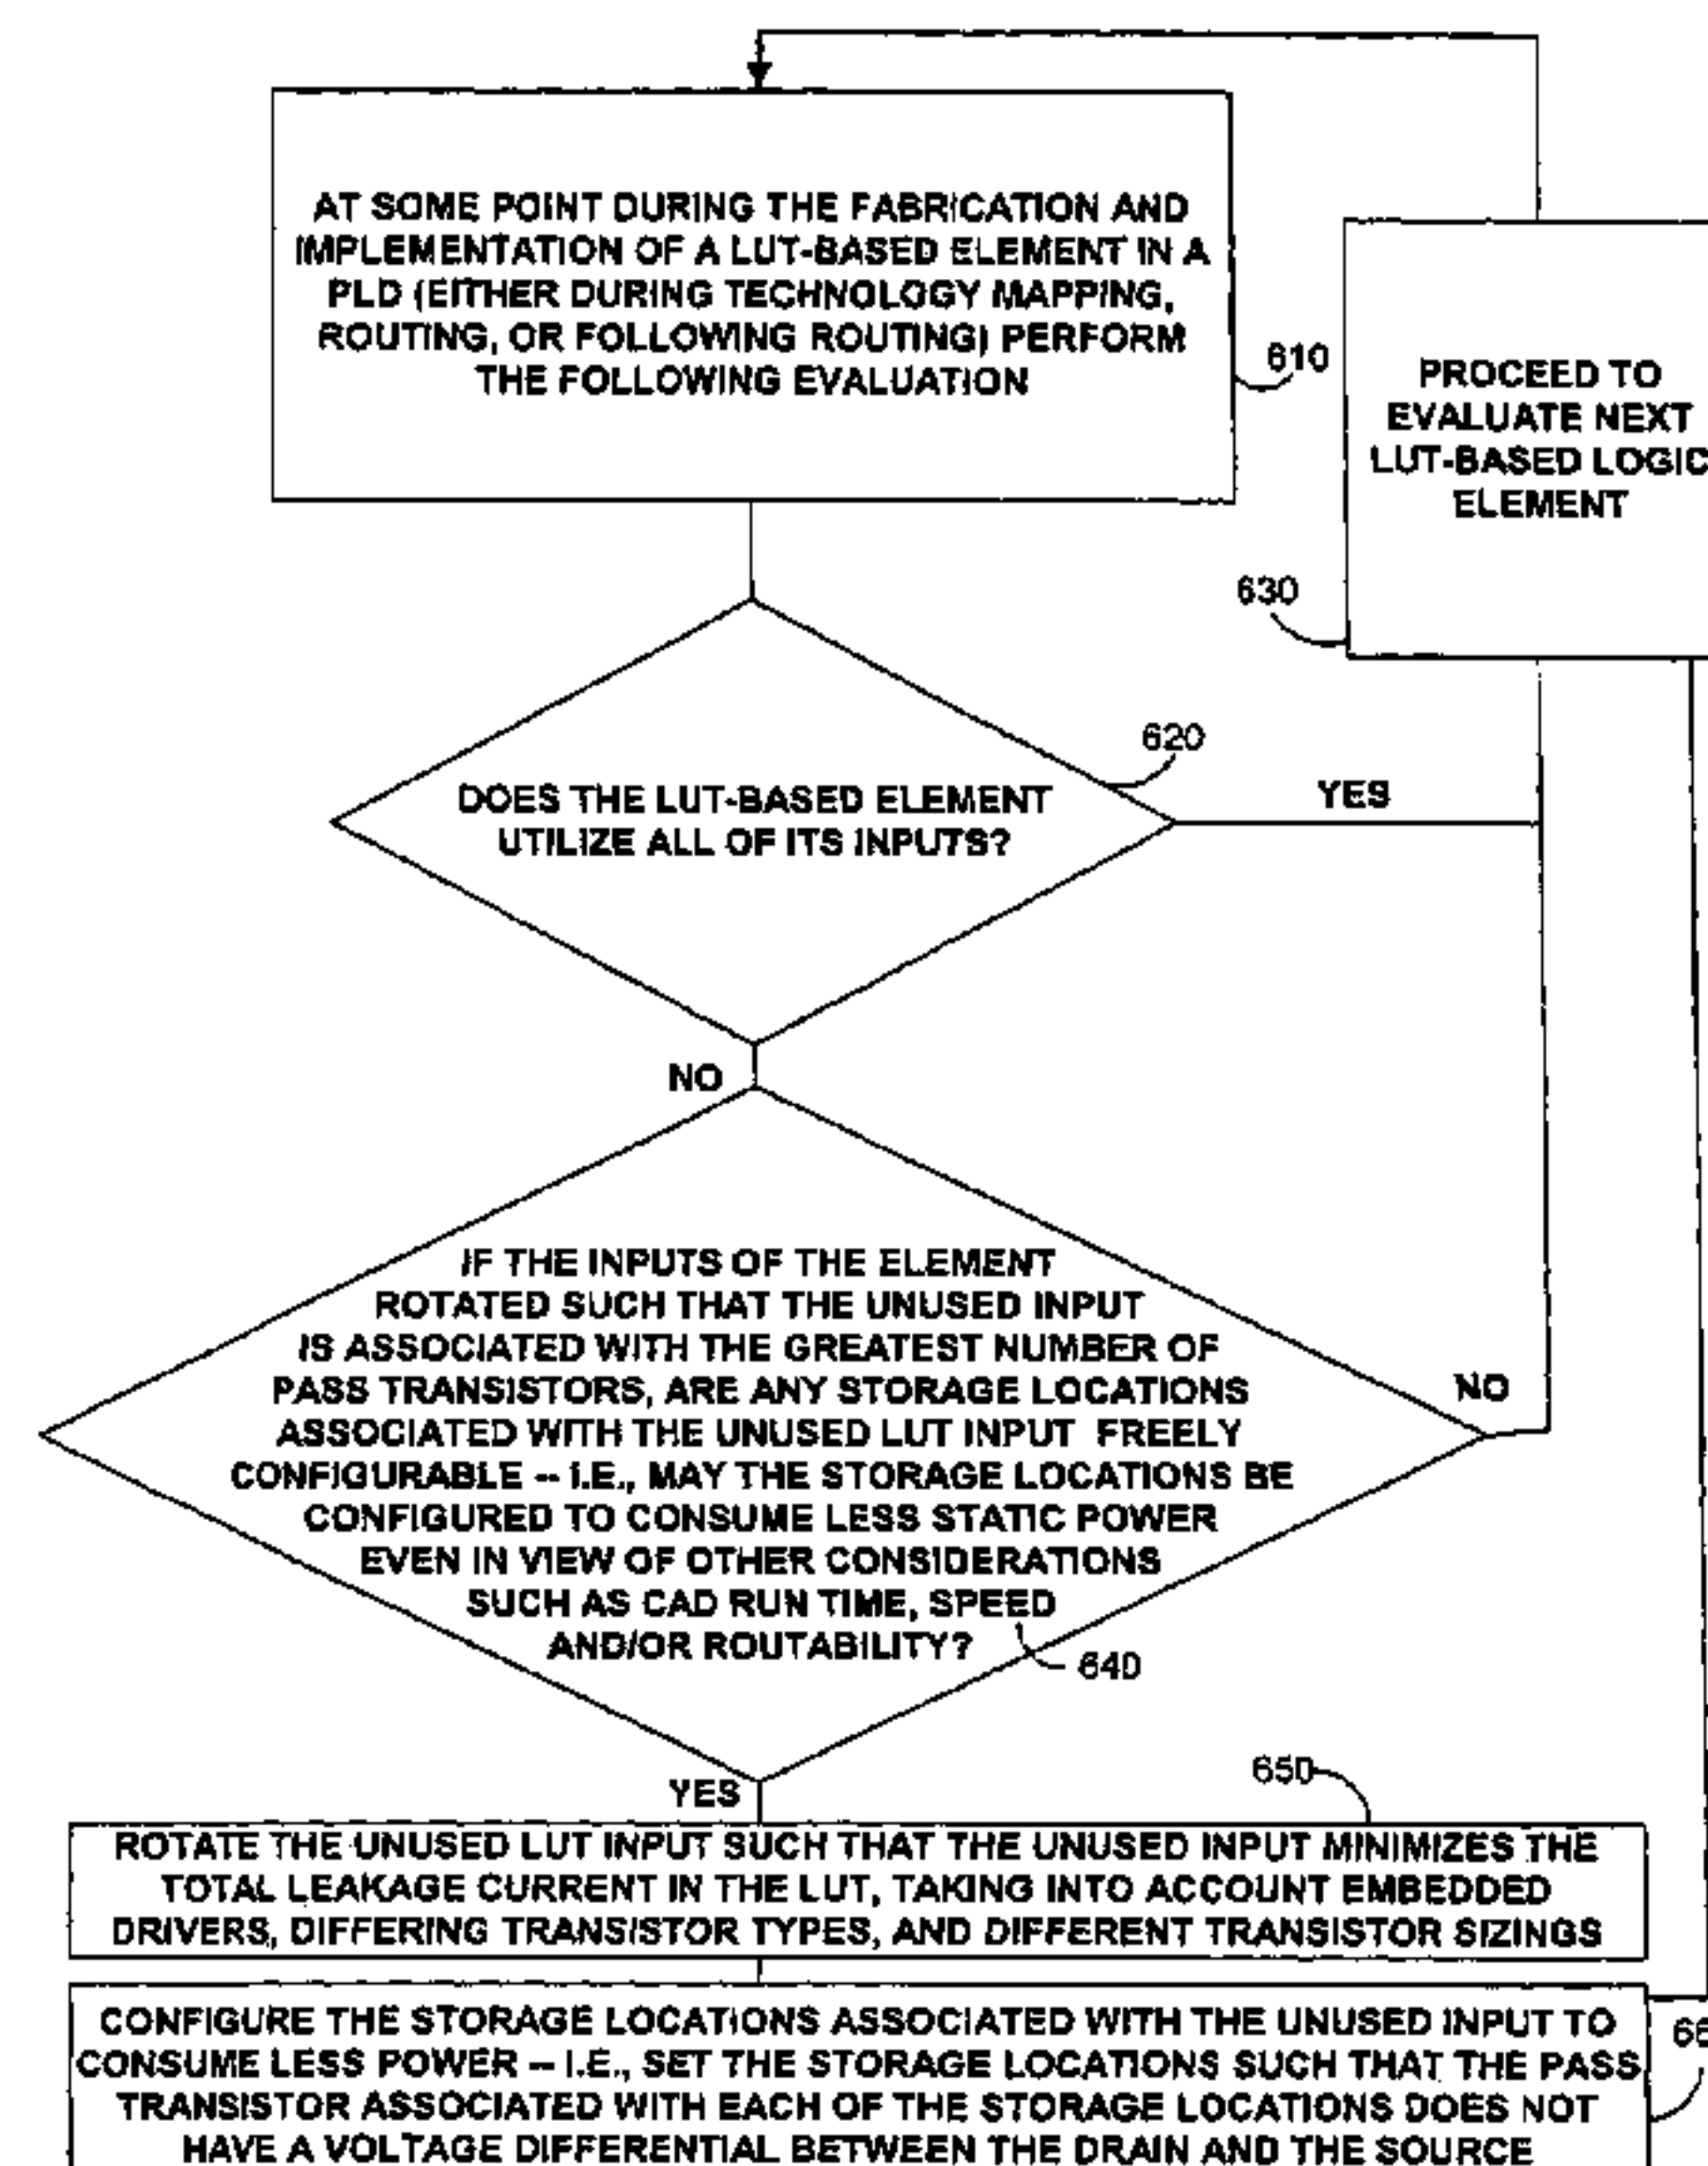 AT SOME POINT DURING THE FABRICATION AND
IMPLEMENTATION OF A LUT-BASED ELEMENT IN A
PLD (EITHER DURING TECHNOLOGY MAPPING,
ROUTING, OR FOLLOWING ROUTING) PERFORM
THE FOLLOWING EVALUATION
610
PROCEED TO
EVALUATE NEXT
LUT-BASED LOGIC
ELEMENT
630
620
DOES THE LUT-BASED ELEMENT
UTILIZE ALL OF ITS INPUTS?
YES
NO
IF THE INPUTS OF THE ELEMENT
ROTATED SUCH THAT THE UNUSED INPUT
IS ASSOCIATED WITH THE GREATEST NUMBER OF
PASS TRANSISTORS, ARE ANY STORAGE LOCATIONS
ASSOCIATED WITH THE UNUSED LUT INPUT FREELY
CONFIGURABLE -- I.E., MAY THE STORAGE LOCATIONS BE
CONFIGURED TO CONSUME LESS STATIC POWER
EVEN IN VIEW OF OTHER CONSIDERATIONS
SUCH AS CAD RUN TIME, SPEED
AND/OR ROUTABILITY?
NO
640
YES
650
ROTATE THE UNUSED LUT INPUT SUCH THAT THE UNUSED INPUT MINIMIZES THE
TOTAL LEAKAGE CURRENT IN THE LUT, TAKING INTO ACCOUNT EMBEDDED
DRIVERS, DIFFERING TRANSISTOR TYPES, AND DIFFERENT TRANSISTOR SIZINGS
CONFIGURE THE STORAGE LOCATIONS ASSOCIATED WITH THE UNUSED INPUT TO
CONSUME LESS POWER -- I.E., SET THE STORAGE LOCATIONS SUCH THAT THE PASS
TRANSISTOR ASSOCIATED WITH EACH OF THE STORAGE LOCATIONS DOES NOT
HAVE A VOLTAGE DIFFERENTIAL BETWEEN THE DRAIN AND THE SOURCE